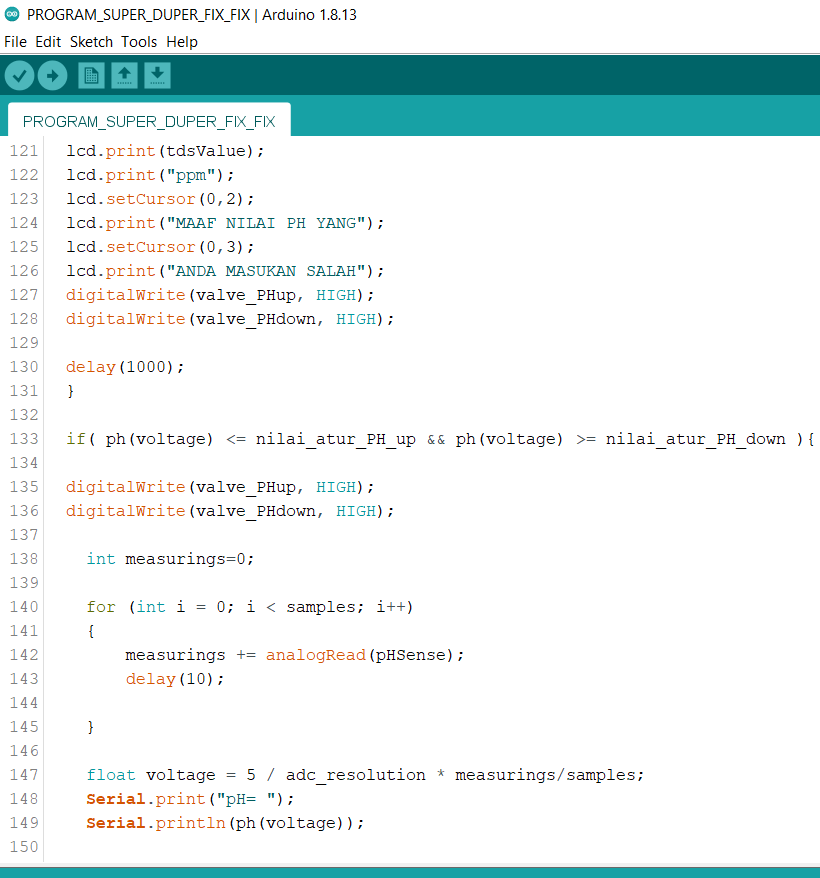 PROGRAM_SUPER_DUPER_FIX_FIX | Arduino 1.8.13
File Edit Sketch Tools Help
PROGRAM_SUPER_DUPER_FIX_FIX
121 lcd.print(tdsValue);
122 lcd.print("ppm");
123 lcd.setCursor(0,2);
124 lcd.print("MAAF NILAI PH YANG");
125 lcd.setCursor(0,3);
126 lcd.print("ANDA MASUKAN SALAH");
127 digitalWrite(valve_PHup, HIGH);
128 digitalWrite(valve_PHdown, HIGH);
129
130 delay(1000);
131 }
132
133 if( ph(voltage) <= nilai_atur_PH_up && ph(voltage) >= nilai_atur_PH_down ){
134
135 digitalWrite(valve_PHup, HIGH);
136 digitalWrite(valve_PHdown, HIGH);
137
138 int measurings=0;
139
140 for (int i = 0; i < samples; i++)
141 {
142 measurings += analogRead(pHSense);
143 delay(10);
144
145 }
146
147 float voltage = 5 / adc_resolution * measurings/samples;
148 Serial.print("pH= ");
149 Serial.println(ph(voltage));
150